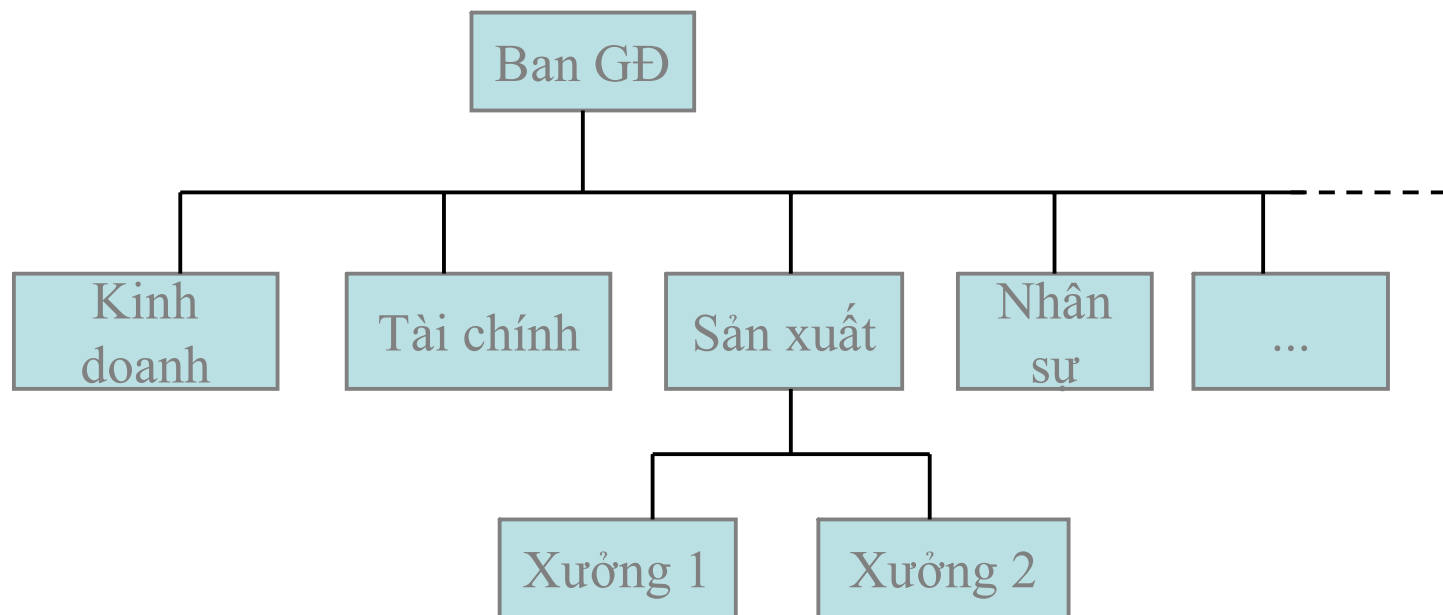 Ban GĐ
Kinh
doanh
Tài chính
Sản xuất
Nhân
sự
...
Xưởng 1
Xưởng 2